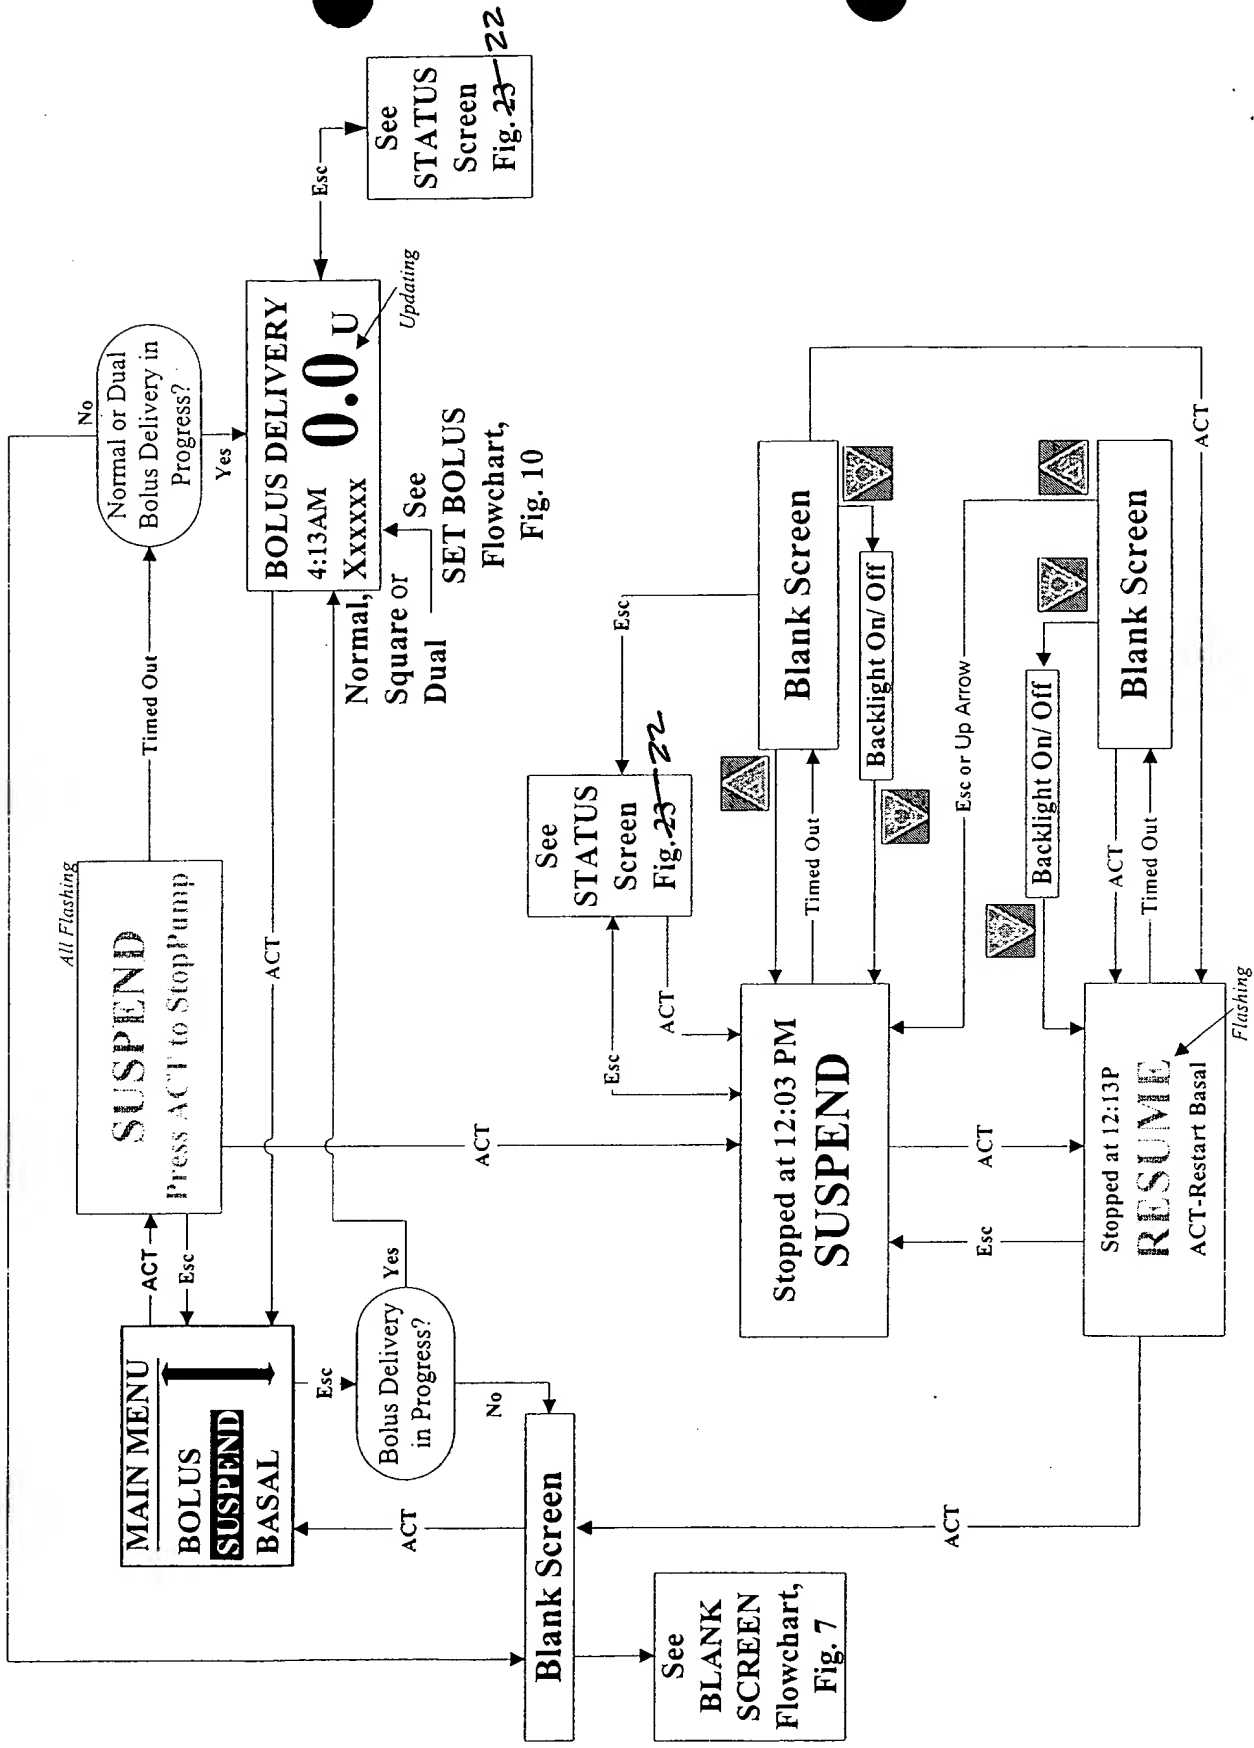 MAIN MENU
BOLUS
SUSPEND
BASAL
ACT
Esc
All Flashing
SUSPEND
Press ACT to Stop Pump
Timed Out
Normal or Dual
Bolus Delivery in
Progress?
No
Yes
BOLUS DELIVERY
4:13AM
0.0 U
Xxxxxx
Updating
Esc
See
STATUS
Screen
Fig. 23 22
Normal,
Square or
Dual
See
SET BOLUS
Flowchart,
Fig. 10
ACT
Esc
Bolus Delivery
in Progress?
Yes
No
ACT
Blank Screen
See
BLANK
SCREEN
Flowchart,
Fig. 7
ACT
ACT
Stopped at 12:03 PM
SUSPEND
Esc
ACT
See
STATUS
Screen
Fig. 23 22
Esc
Timed Out
Blank Screen
Backlight On/ Off
Esc or Up Arrow
ACT
Esc
ACT
Stopped at 12:13P
RESUME
ACT-Restart Basal
Flashing
Backlight On/ Off
ACT
Timed Out
Blank Screen
ACT